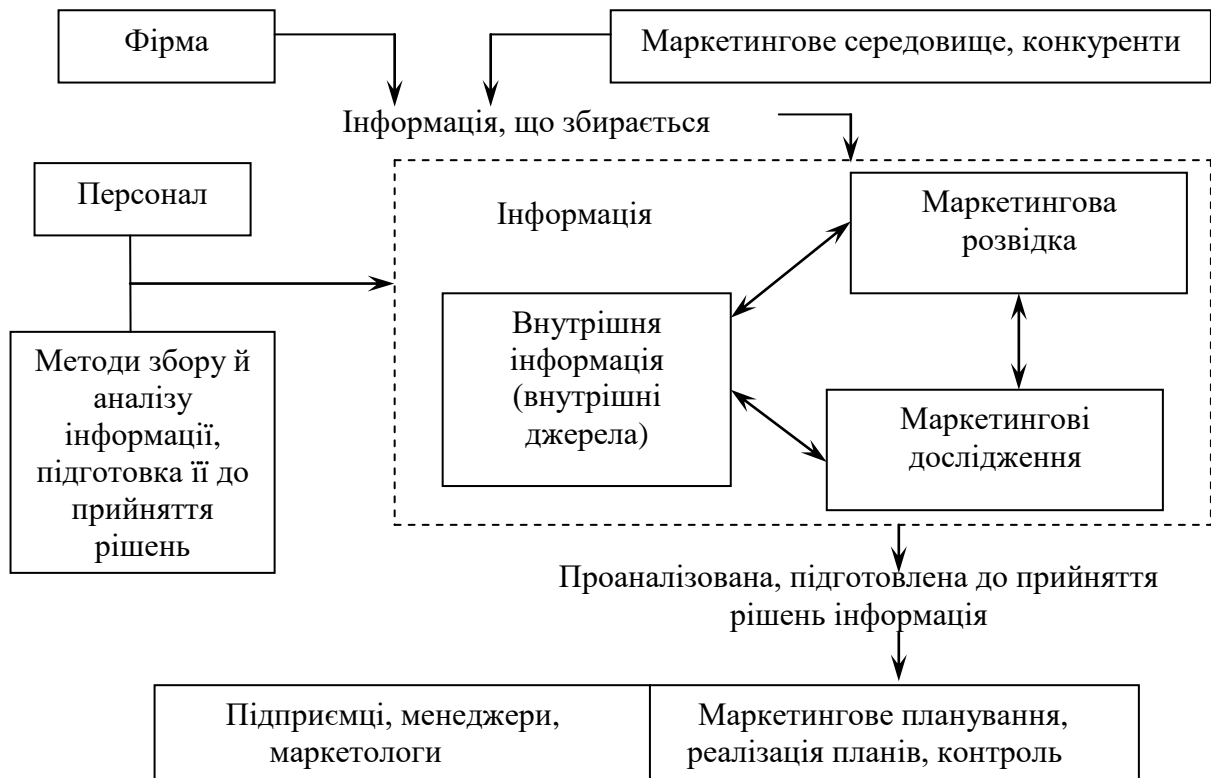 Фірма
Маркетингове середовище, конкуренти
Інформація, що збирається
Персонал
Інформація
Маркетингова
розвідка
Внутрішня
інформація
(внутрішні
джерела)
Методи збору й
аналізу
інформації,
підготовка її до
прийняття
рішень
Маркетингові
дослідження
Проаналізована, підготовлена до прийняття
рішень інформація
Підприємці, менеджери,
маркетологи
Маркетингове планування,
реалізація планів, контроль